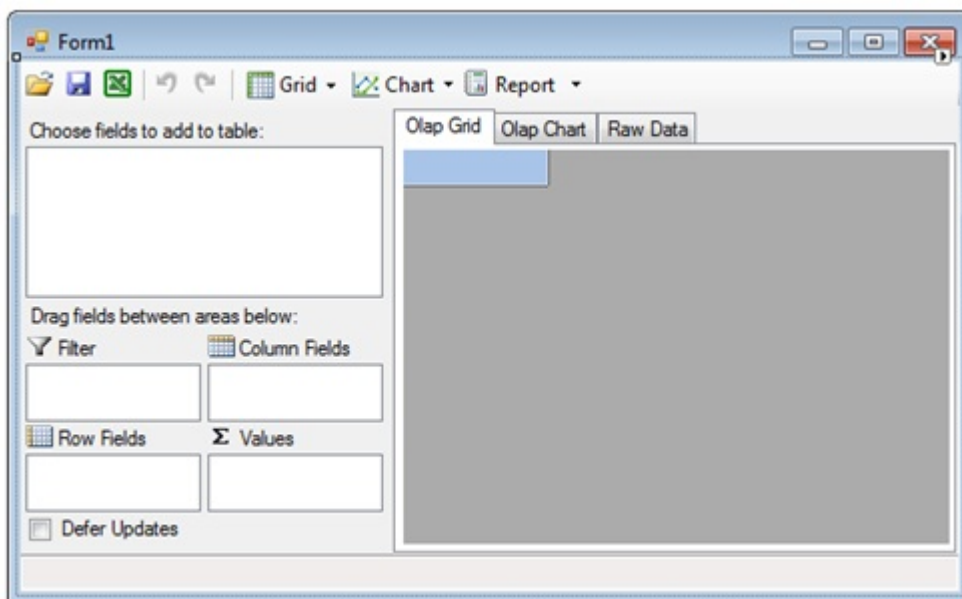 Form1
Grid Chart Report
Choose fields to add to table:
Olap Grid Olap Chart Raw Data
Drag fields between areas below:
Filter Column Fields
Row Fields Σ Values
Defer Updates